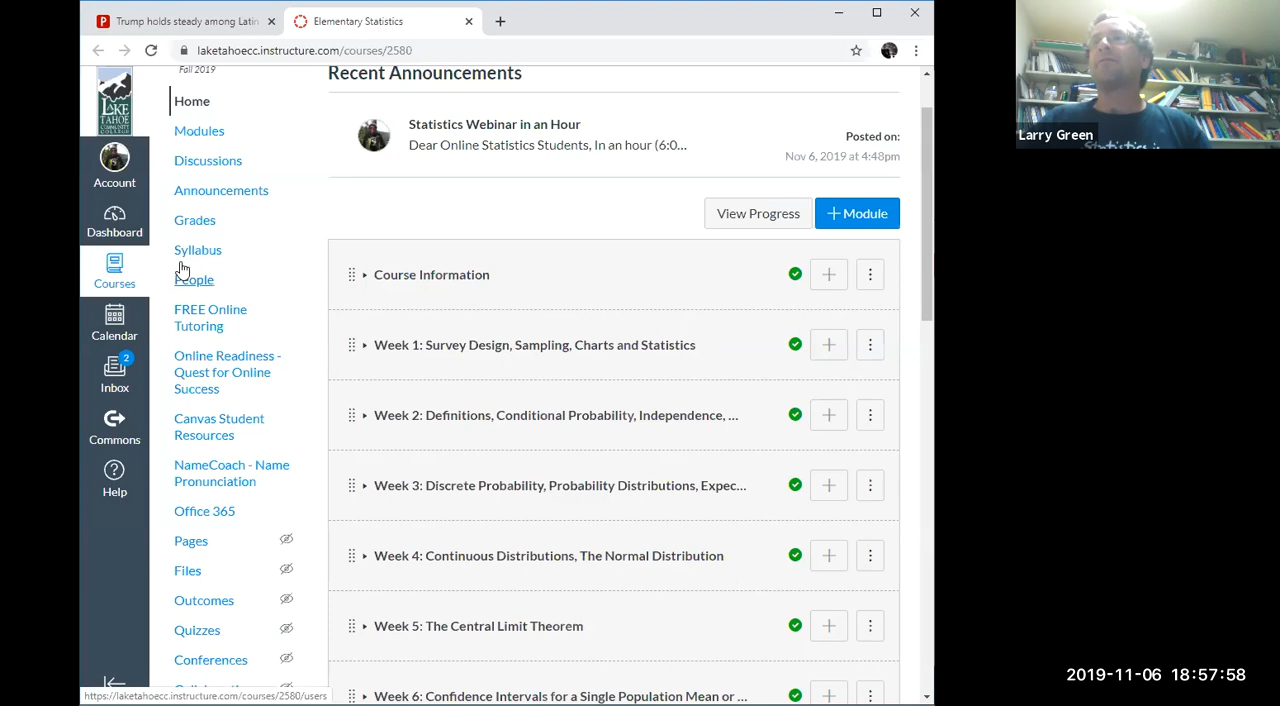 Trump holds steady among Latin
Elementary Statistics
laketahoecc.instructure.com/courses/2580
LAKE
TAHOE
COMMUNITY
COLLEGE
Account
Dashboard
Courses
Calendar
2
Inbox
Commons
Help
Fall 2019
Home
Modules
Discussions
Announcements
Grades
Syllabus
People
FREE Online
Tutoring
Online Readiness -
Quest for Online
Success
Canvas Student
Resources
NameCoach - Name
Pronunciation
Office 365
Pages
Files
Outcomes
Quizzes
Conferences
https://laketahoecc.instructure.com/courses/2580/users
Recent Announcements
Statistics Webinar in an Hour
Dear Online Statistics Students, In an hour (6:0...
Posted on:
Nov 6, 2019 at 4:48pm
View Progress
+ Module
Course Information
Week 1: Survey Design, Sampling, Charts and Statistics
Week 2: Definitions, Conditional Probability, Independence, ...
Week 3: Discrete Probability, Probability Distributions, Expec...
Week 4: Continuous Distributions, The Normal Distribution
Week 5: The Central Limit Theorem
Week 6: Confidence Intervals for a Single Population Mean or ...
Larry Green
Statistics is
2019-11-06 18:57:58